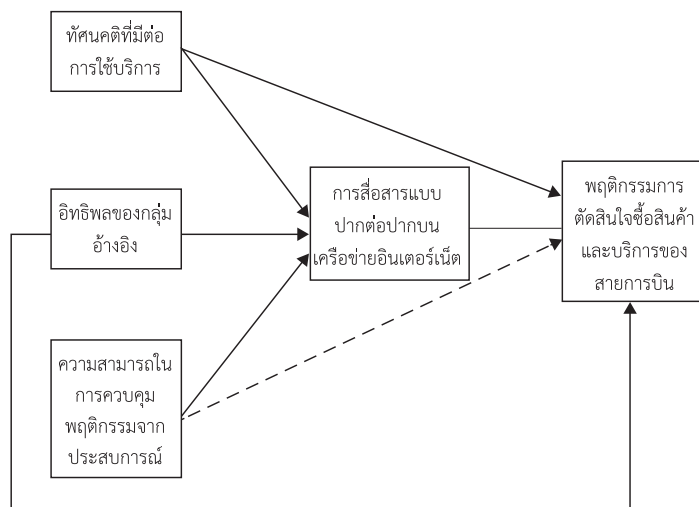 ทัศนคติที่มีต่อ
การใช้บริการ
อิทธิพลของกลุ่ม
อ้างอิง
ความสามารถใน
การควบคุม
พฤติกรรมจาก
ประสบการณ์
การสื่อสารแบบ
ปากต่อปากบน
เครือข่ายอินเตอร์เน็ต
พฤติกรรมการ
ตัดสินใจซื้อสินค้า
และบริการของ
สายการบิน